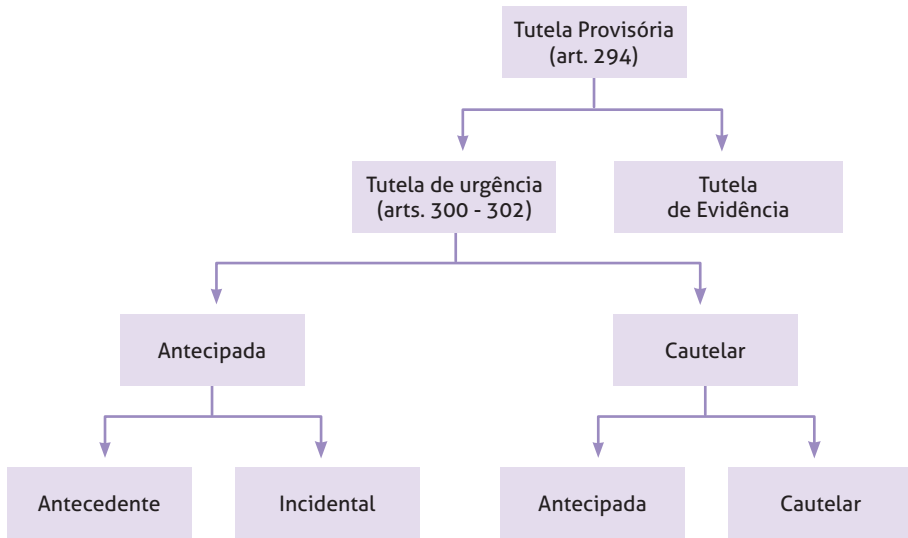 Tutela Provisória
(art. 294)
Tutela de urgência
(arts. 300 - 302)
Tutela
de Evidência
Antecipada
Cautelar
Antecedente
Incidental
Antecipada
Cautelar